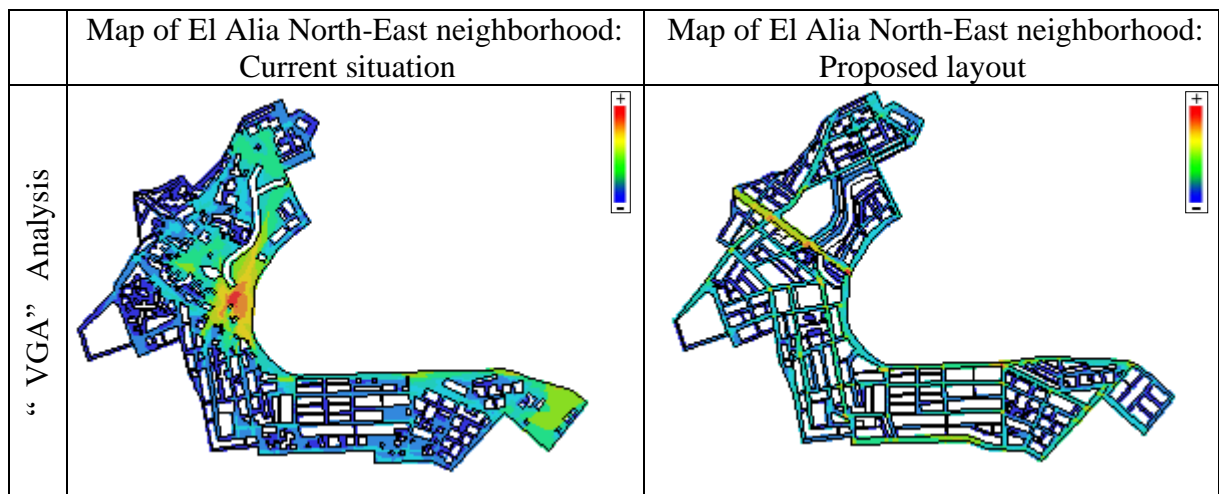 Map of El Alia North-East neighborhood:
Current situation
Map of El Alia North-East neighborhood:
Proposed layout
“ VGA” Analysis
+
-
+
-